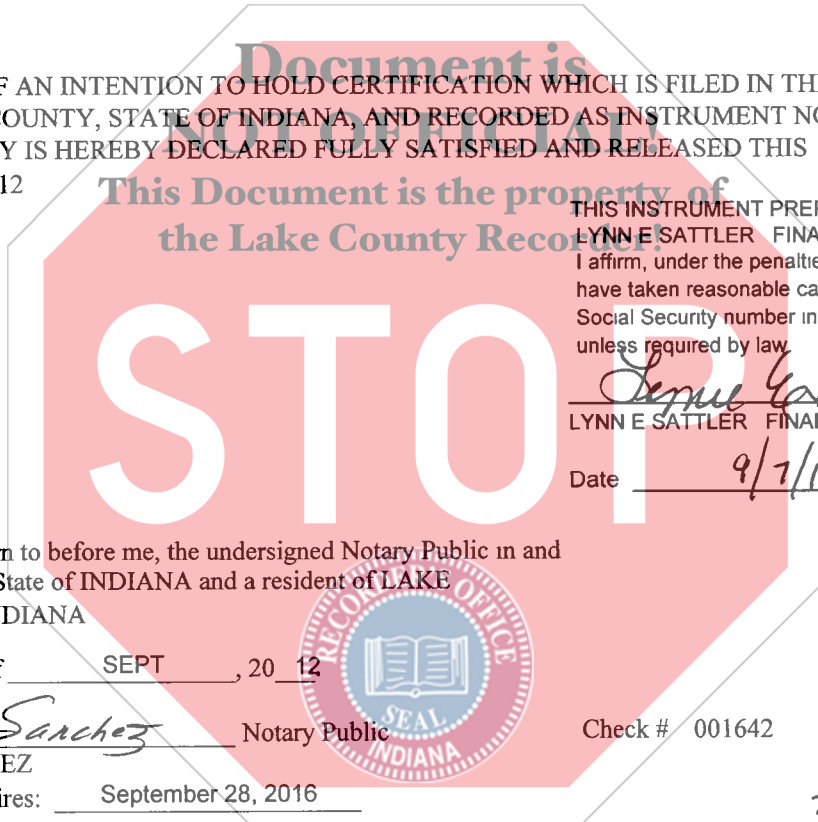 Document is
F AN INTENTION TO HOLD CERTIFICATION WHICH IS FILED IN TH
COUNTY, STATE OF INDIANA, AND RECORDED AS INSTRUMENT NO
NOT OFFICIAL!
Y IS HEREBY DECLARED FULLY SATISFIED AND RELEASED THIS
12
This Document is the property of
the Lake County Recorder!
THIS INSTRUMENT PREP
LYNN E SATTLER FINA
I affirm, under the penaltie
have taken reasonable ca
Social Security number in
unless required by law
STOP
LYNN E SATTLER FINAN
Date 9/7/1
n to before me, the undersigned Notary Public in and
State of INDIANA and a resident of LAKE
DIANA
f SEPT , 20 12
Sanchez Notary Public
EZ
ires: September 28, 2016
RECORDER'S OFFICE
SEAL
INDIANA
Check # 001642